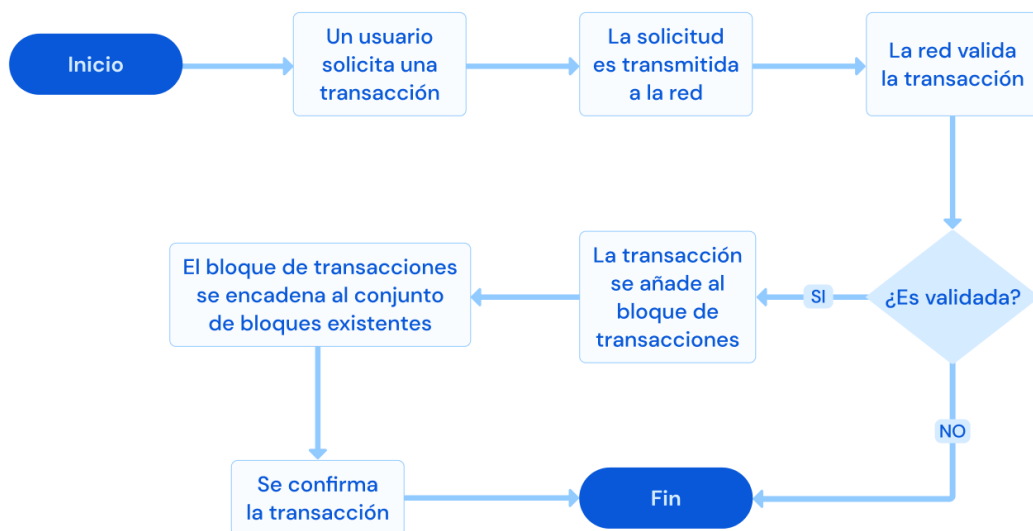 Inicio
Un usuario
solicita una
transacción
La solicitud
es transmitida
a la red
La red valida
la transacción
¿Es validada?
SI
La transacción
se añade al
bloque de
transacciones
El bloque de transacciones
se encadena al conjunto
de bloques existentes
Se confirma
la transacción
NO
Fin